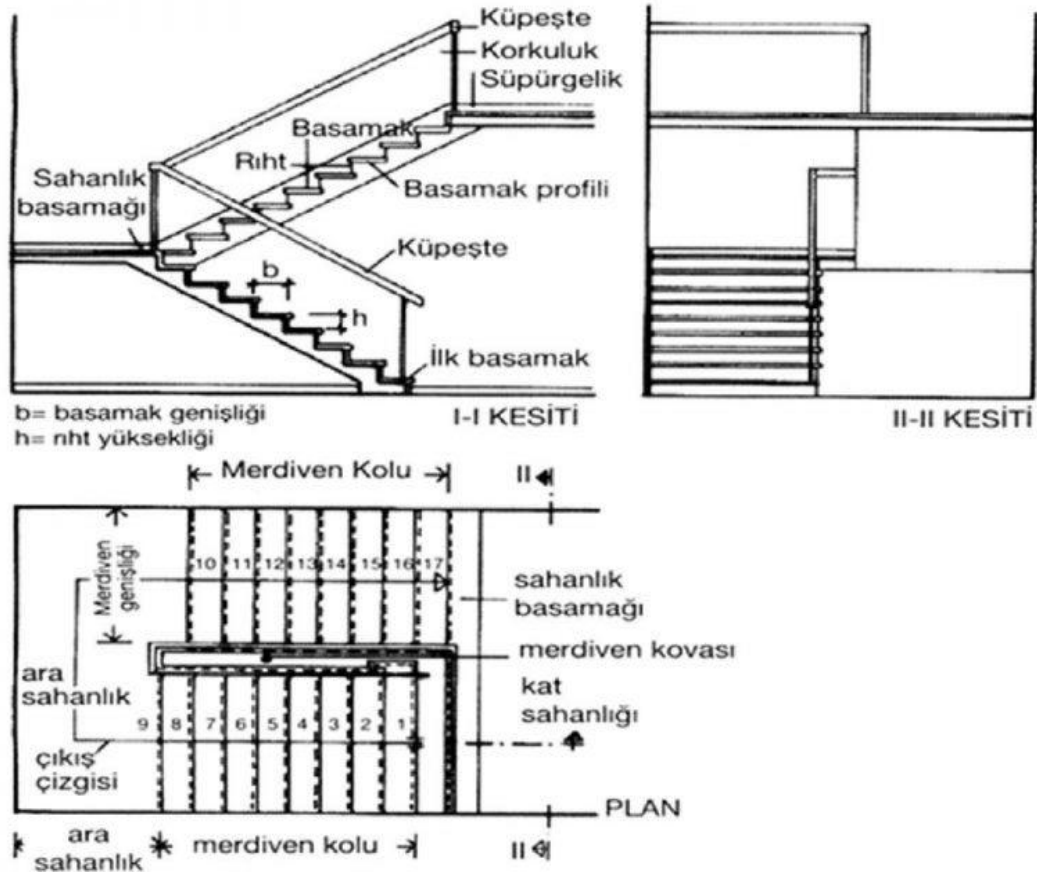 Küpeşte
Korkuluk
Süpürgelik
Basamak
Rıht
Sahanlık
basamağı
Basamak profili
Küpeşte
b
h
İlk basamak
b= basamak genişliği
h= rıht yüksekliği
I-I KESİTİ
II-II KESİTİ
Merdiven Kolu
II
Merdiven
genişliği
10 11 12 13 14 15 16 17
sahanlık
basamağı
merdiven kovası
ara
sahanlık
kat
sahanlığı
9 8 7 6 5 4 3 2 1
çıkış
çizgisi
PLAN
ara
sahanlık
merdiven kolu
II